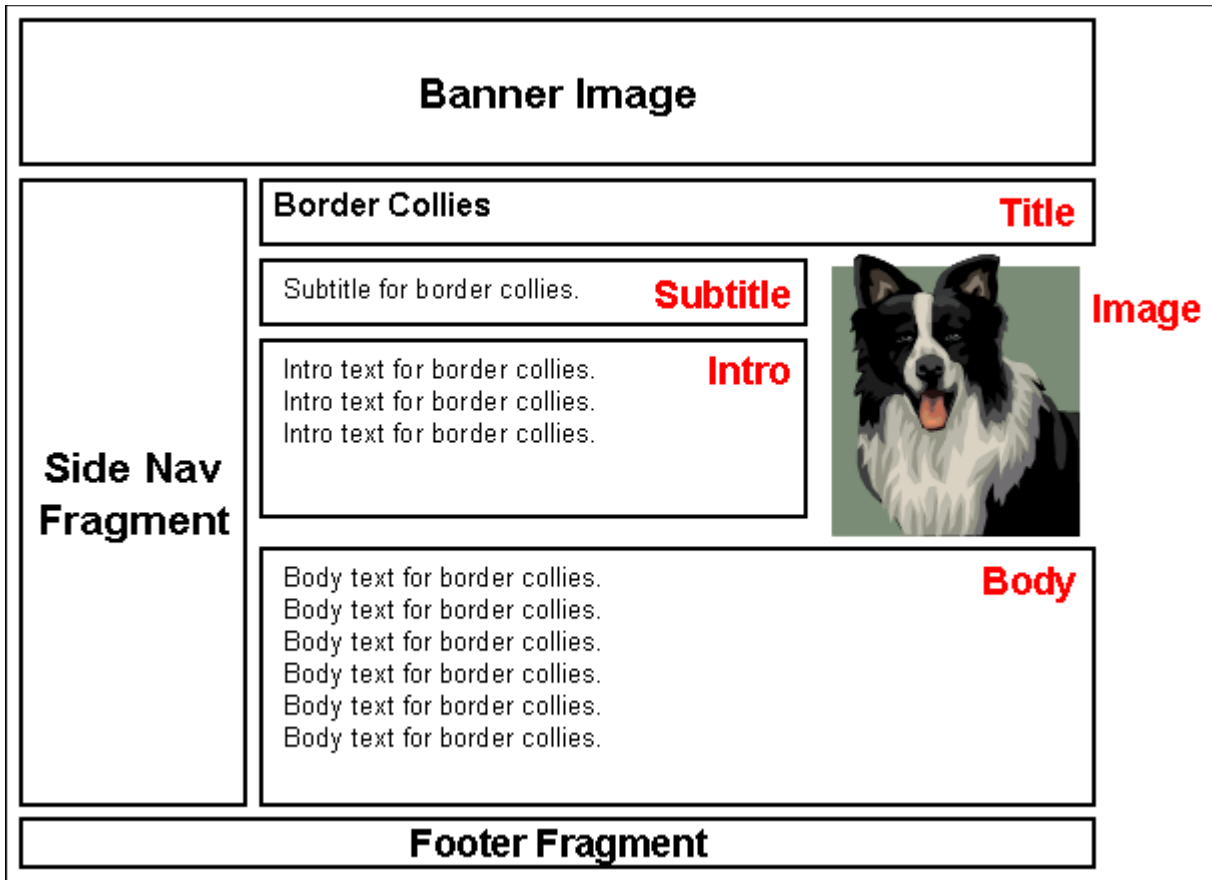 Banner Image
Side Nav
Fragment
Border Collies
Title
Subtitle for border collies.
Subtitle
Image
Intro text for border collies.
Intro text for border collies.
Intro text for border collies.
Intro
Body text for border collies.
Body text for border collies.
Body text for border collies.
Body text for border collies.
Body text for border collies.
Body text for border collies.
Body
Footer Fragment